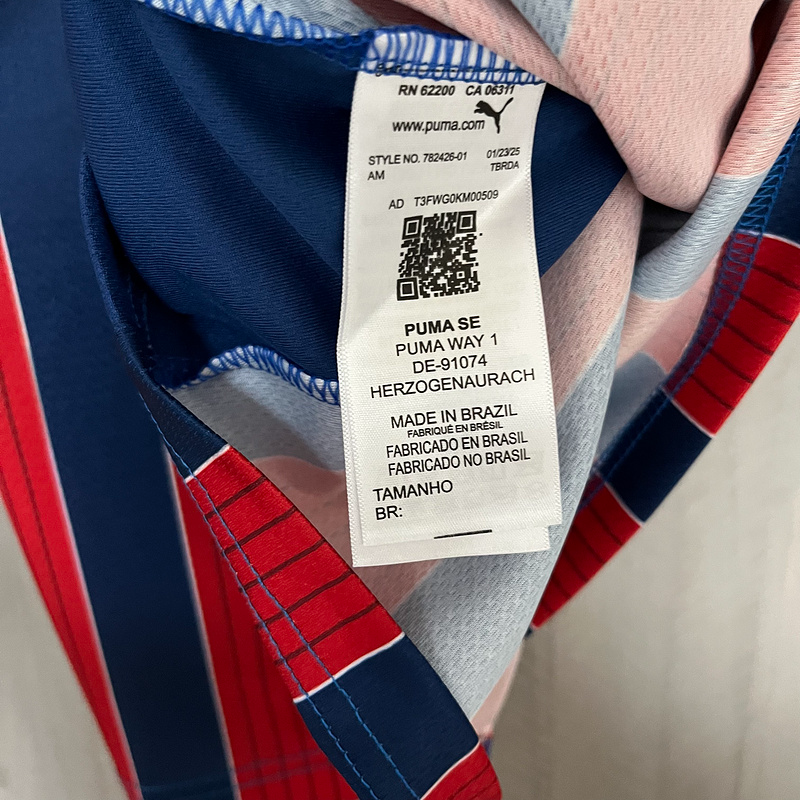 RN 62200 CA 06311
www.puma.com
STYLE NO. 782426-01 01/23/25
AM TBRDA
AD T3FWG0KM00509
PUMA SE
PUMA WAY 1
DE-91074
HERZOGENAURACH
MADE IN BRAZIL
FABRIQUÉ EN BRÉSIL
FABRICADO EN BRASIL
FABRICADO NO BRASIL
TAMANHO
BR: